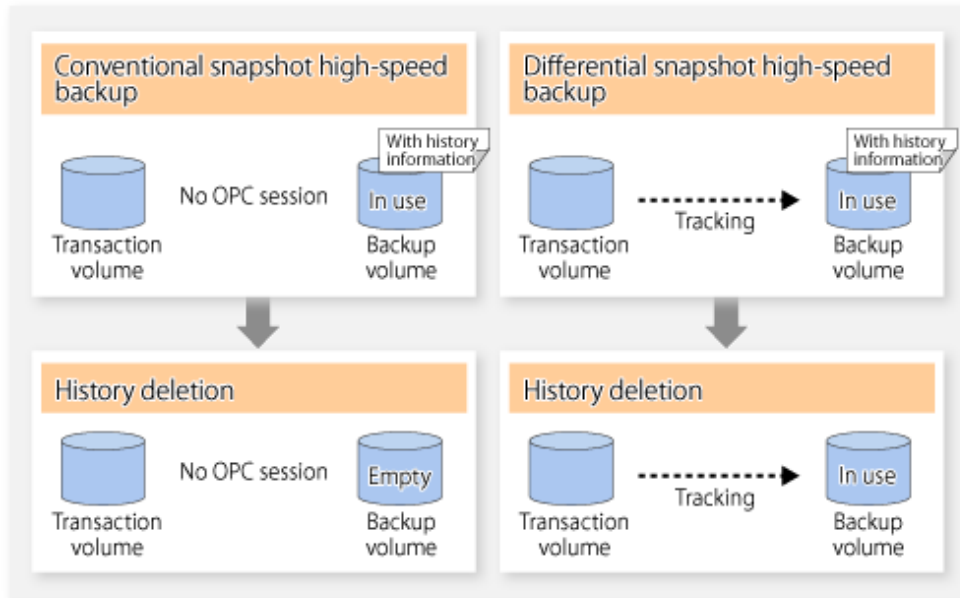 Conventional snapshot high-speed
backup
With history
information
No OPC session
In use
Transaction
volume
Backup
volume
Differential snapshot high-speed
backup
With history
information
Tracking
In use
Transaction
volume
Backup
volume
History deletion
No OPC session
Empty
Transaction
volume
Backup
volume
History deletion
Tracking
In use
Transaction
volume
Backup
volume